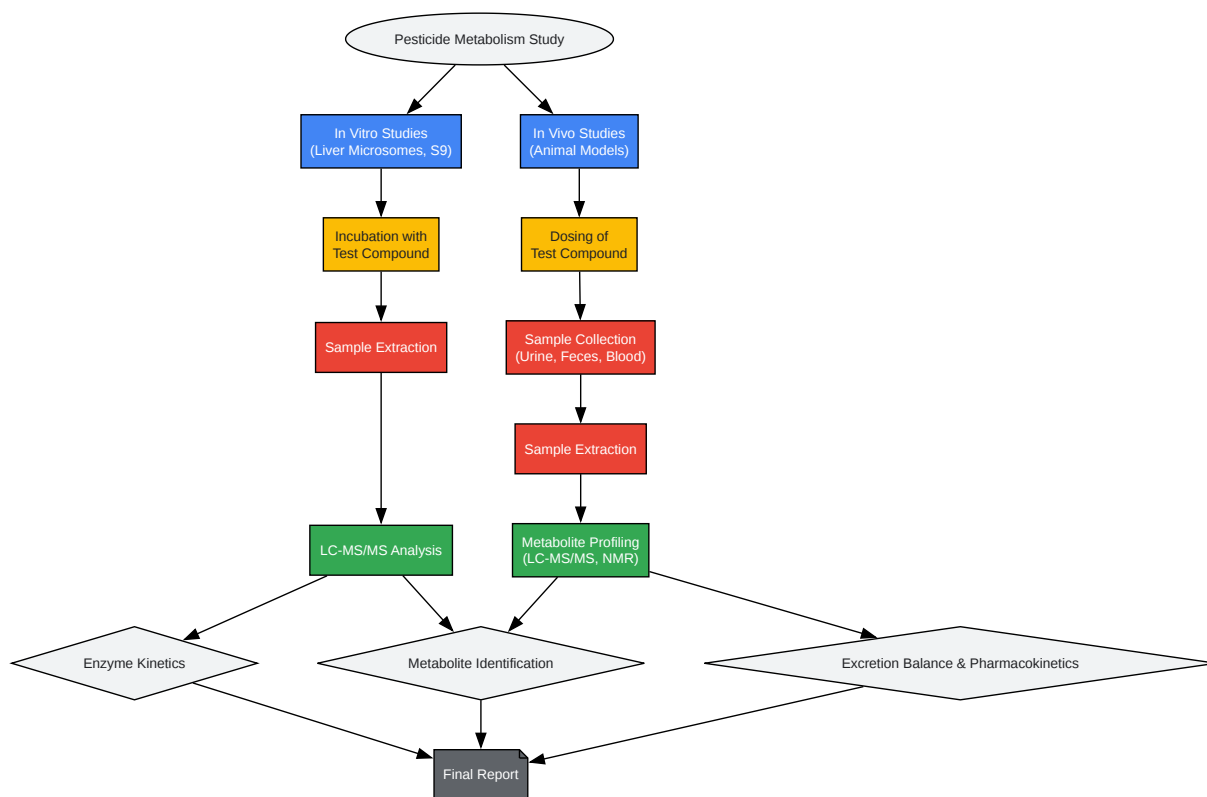 Pesticide Metabolism Study
In Vitro Studies
(Liver Microsomes, S9)
In Vivo Studies
(Animal Models)
Incubation with
Test Compound
Dosing of
Test Compound
Sample Extraction
Sample Collection
(Urine, Feces, Blood)
Sample Extraction
LC-MS/MS Analysis
Metabolite Profiling
(LC-MS/MS, NMR)
Enzyme Kinetics
Metabolite Identification
Excretion Balance & Pharmacokinetics
Final Report